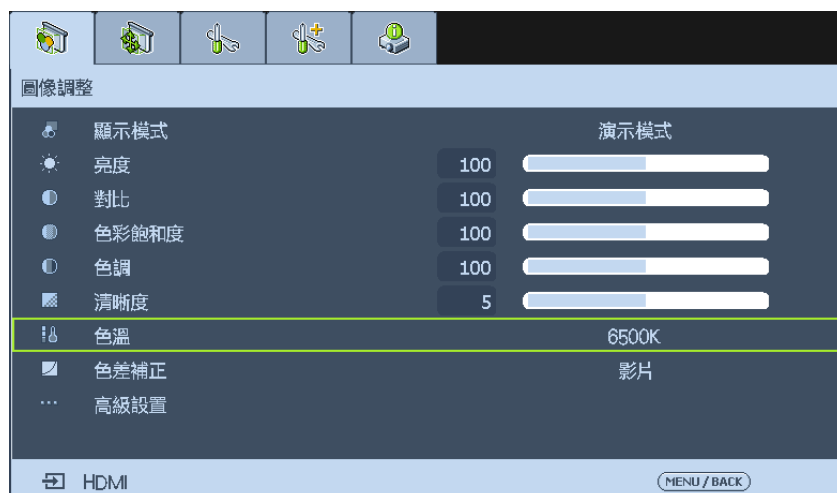 圖像調整
顯示模式 演示模式
亮度 100
對比 100
色彩飽和度 100
色調 100
清晰度 5
色溫 6500K
色差補正 影片
··· 高級設置
HDMI MENU / BACK